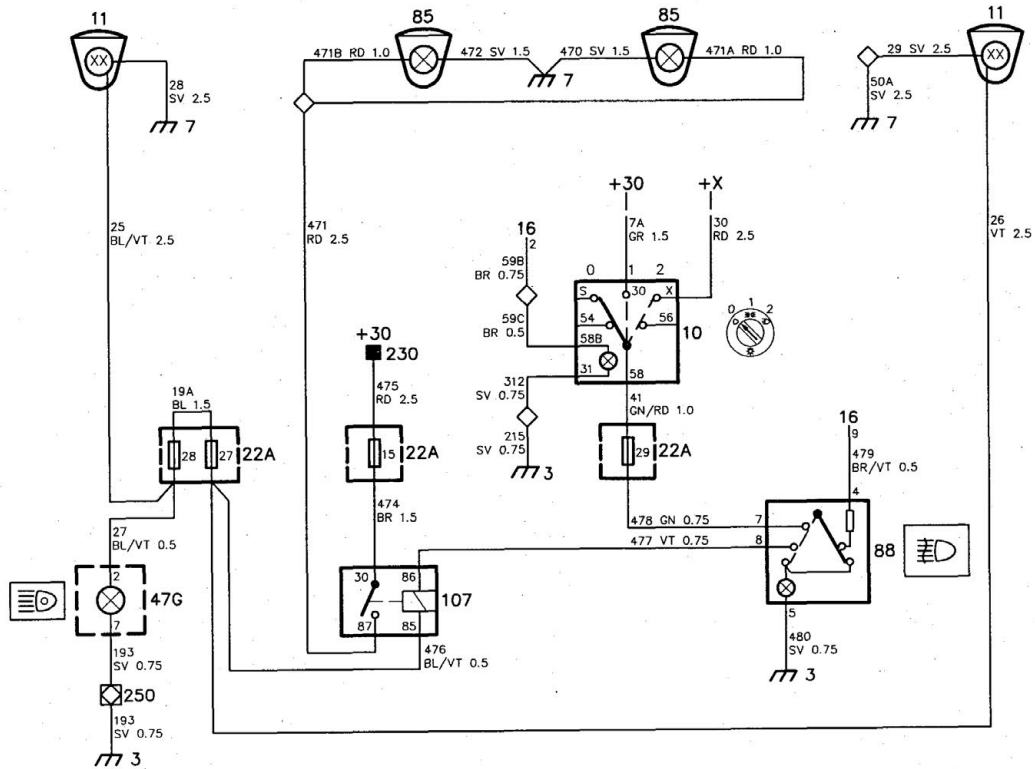 11
85
85
11
XX
XX
471B RD 1.0
472 SV 1.5
470 SV 1.5
471A RD 1.0
29 SV 2.5
7
28
SV 2.5
7
50A
SV 2.5
7
25
BL/VT 2.5
471
RD 2.5
+30
+X
7A
GR 1.5
30
RD 2.5
26
VT 2.5
16
2
59B
BR 0.75
0
1
2
S
30
X
54
56
10
0
1
2
59C
BR 0.5
58B
31
58
312
SV 0.75
215
SV 0.75
3
41
GN/RD 1.0
29
22A
+30
230
475
RD 2.5
15
22A
474
BR 1.5
19A
BL 1.5
28
27
22A
16
9
479
BR/VT 0.5
4
478 GN 0.75
7
477 VT 0.75
8
88
5
480
SV 0.75
3
27
BL/VT 0.5
2
47G
7
30
86
107
87
85
476
BL/VT 0.5
193
SV 0.75
250
193
SV 0.75
3